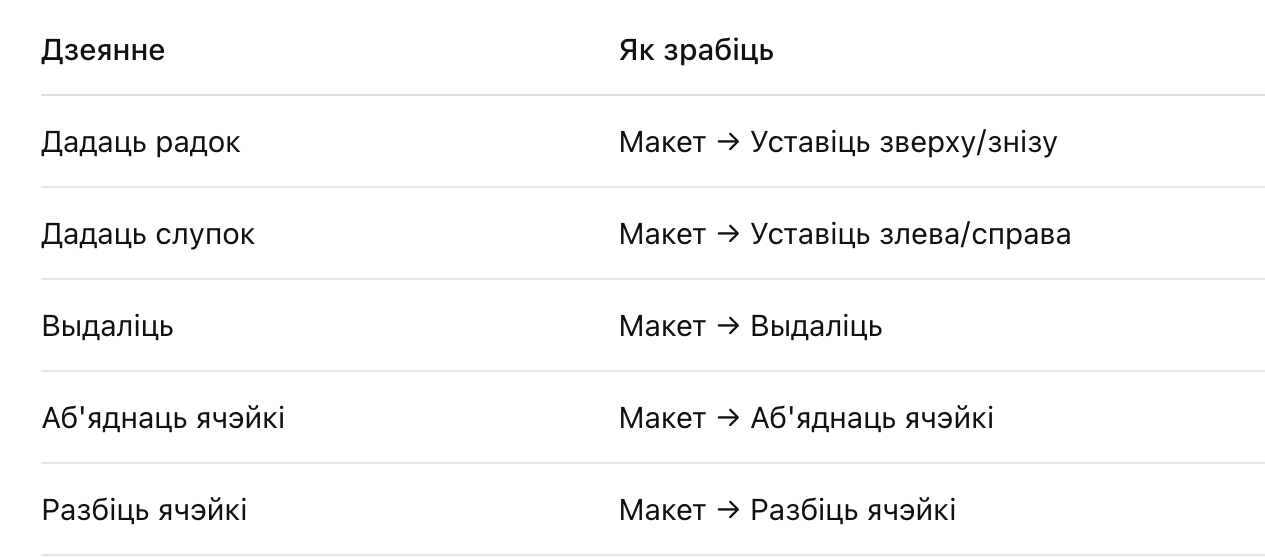 Дзеянне Як зрабіць
Дадаць радок Макет → Уставіць зверху/знізу
Дадаць слупок Макет → Уставіць злева/справа
Выдаліць Макет → Выдаліць
Аб'яднаць ячэйкі Макет → Аб'яднаць ячэйкі
Разбіць ячэйкі Макет → Разбіць ячэйкі